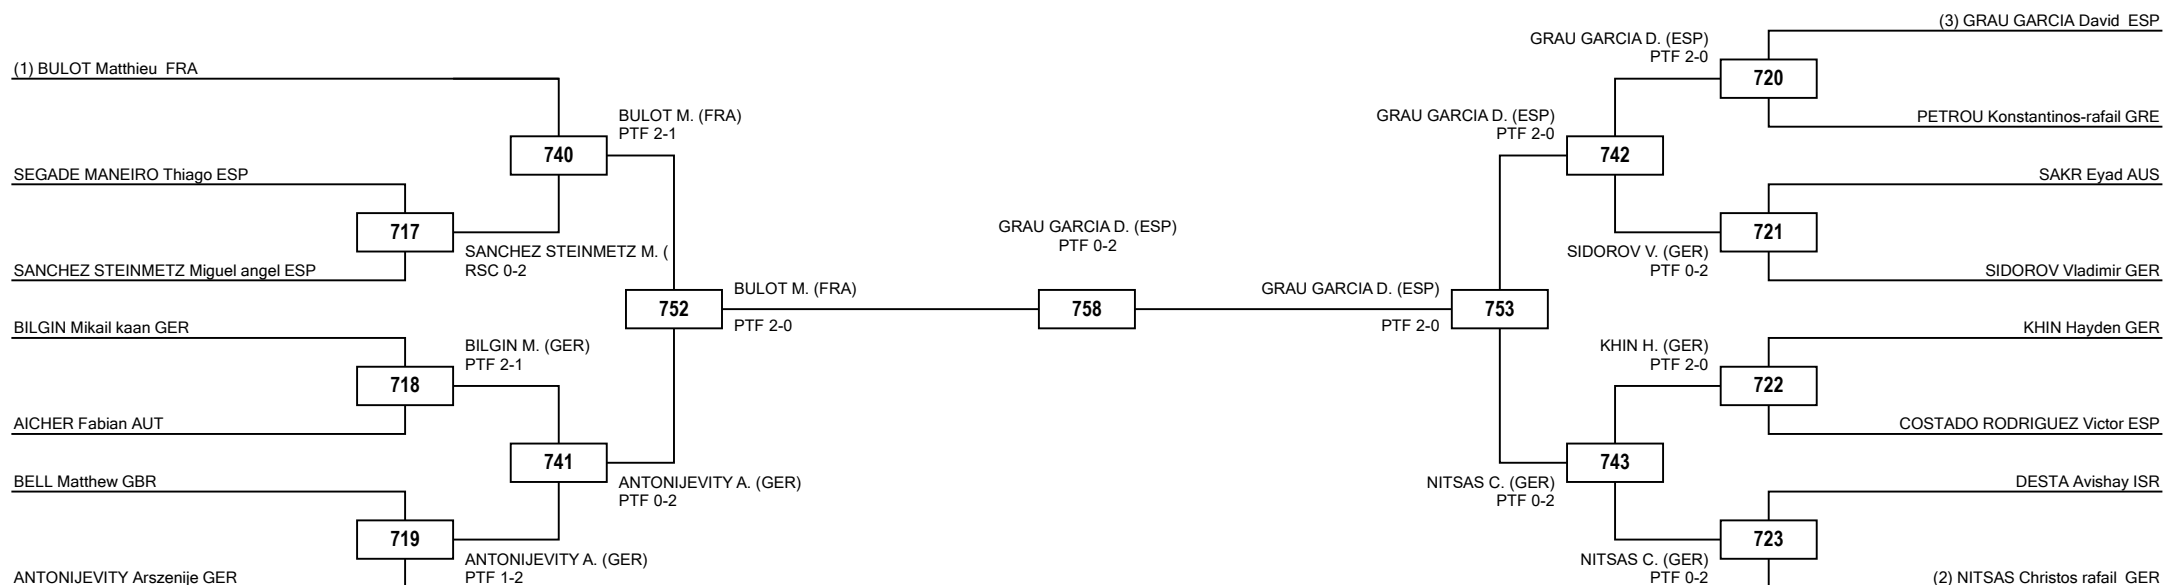 (3) GRAU GARCIA David ESP
GRAU GARCIA D. (ESP)
PTF 2-0
(1) BULOT Matthieu FRA
720
BULOT M. (FRA)
PTF 2-1
GRAU GARCIA D. (ESP)
PTF 2-0
PETROU Konstantinos-rafail GRE
740
742
SEGADE MANEIRO Thiago ESP
SAKR Eyad AUS
717
GRAU GARCIA D. (ESP)
PTF 0-2
721
SANCHEZ STEINMETZ M. (
RSC 0-2
SIDOROV V. (GER)
PTF 0-2
SANCHEZ STEINMETZ Miguel angel ESP
SIDOROV Vladimir GER
752
BULOT M. (FRA)
PTF 2-0
758
GRAU GARCIA D. (ESP)
PTF 2-0
753
BILGIN Mikail kaan GER
KHIN Hayden GER
BILGIN M. (GER)
PTF 2-1
KHIN H. (GER)
PTF 2-0
718
722
AICHER Fabian AUT
COSTADO RODRIGUEZ Victor ESP
741
743
BELL Matthew GBR
ANTONIJEVITY A. (GER)
PTF 0-2
NITSAS C. (GER)
PTF 0-2
DESTA Avishay ISR
719
723
ANTONIJEVITY A. (GER)
PTF 1-2
NITSAS C. (GER)
PTF 0-2
ANTONIJEVITY Arszenije GER
(2) NITSAS Christos rafail GER